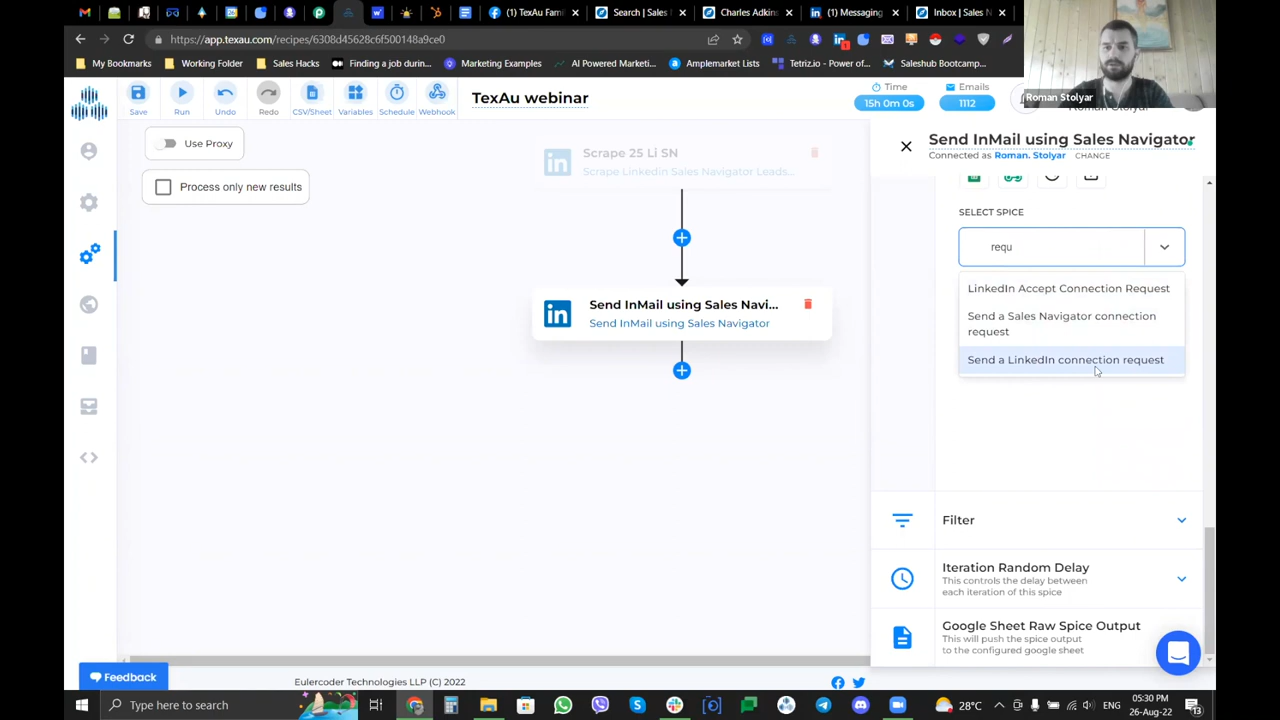 (1) TexAu Fam
Search | Sales
Charles Adkins
(1) Messaging
Inbox | Sales N
https://app.texau.com/recipes/6308d45628c6f500148a9ce0
My Bookmarks
Working Folder
Sales Hacks
Finding a job durin...
Marketing Examples
AI Powered Marketi...
Amplemarket Lists
Tetriz.io - Power of...
Saleshub Bootcamp...
Roman Stolyar
Save
Run
Undo
Redo
CSV/Sheet
Variables
Schedule
Webhook
TexAu webinar
Time
15h 0m 0s
Emails
1112
Use Proxy
Process only new results
Scrape 25 Li SN
Scrape Linkedin Sales Navigator Leads...
Send InMail using Sales Navi...
Send InMail using Sales Navigator
Send InMail using Sales Navigator
Connected as Roman. Stolyar CHANGE
SELECT SPICE
requ
LinkedIn Accept Connection Request
Send a Sales Navigator connection
request
Send a LinkedIn connection request
Filter
Iteration Random Delay
This controls the delay between
each iteration of this spice
Google Sheet Raw Spice Output
This will push the spice output
to the configured google sheet
Feedback
Eulercoder Technologies LLP (C) 2022
Type here to search
28°C
ENG
05:30 PM
26-Aug-22
13